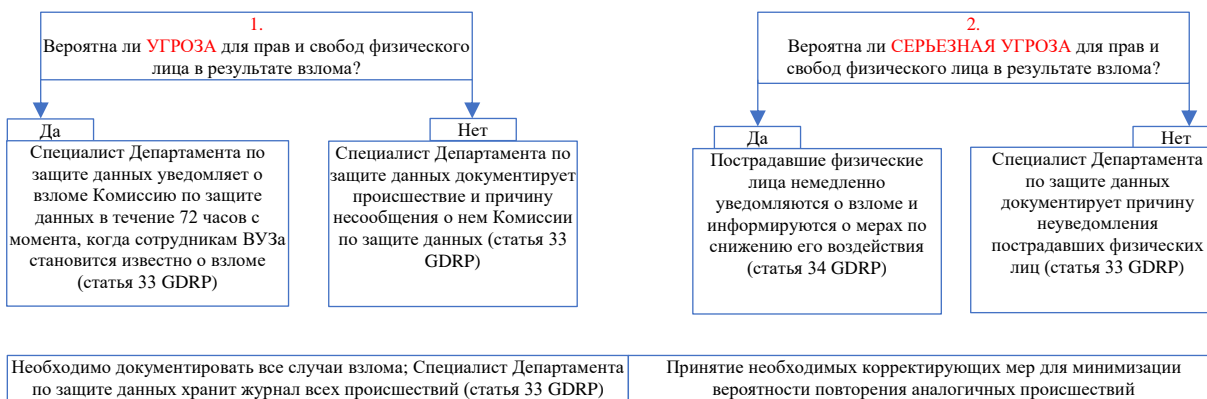 1.
Вероятна ли УГРОЗА для прав и свобод физического
лица в результате взлома?
Да
Специалист Департамента по
защите данных уведомляет о
взломе Комиссию по защите
данных в течение 72 часов с
момента, когда сотрудникам ВУЗа
становится известно о взломе
(статья 33 GDRP)
Нет
Специалист Департамента по
защите данных документирует
происшествие и причину
несообщения о нем Комиссии
по защите данных (статья 33
GDRP)
2.
Вероятна ли СЕРЬЕЗНАЯ УГРОЗА для прав и
свобод физического лица в результате взлома?
Да
Пострадавшие физические
лица немедленно
уведомляются о взломе и
информируются о мерах по
снижению его воздействия
(статья 34 GDRP)
Нет
Специалист Департамента
по защите данных
документирует причину
неуведомления
пострадавших физических
лиц (статья 33 GDRP)
Необходимо документировать все случаи взлома; Специалист Департамента
по защите данных хранит журнал всех происшествий (статья 33 GDRP)
Принятие необходимых корректирующих мер для минимизации
вероятности повторения аналогичных происшествий